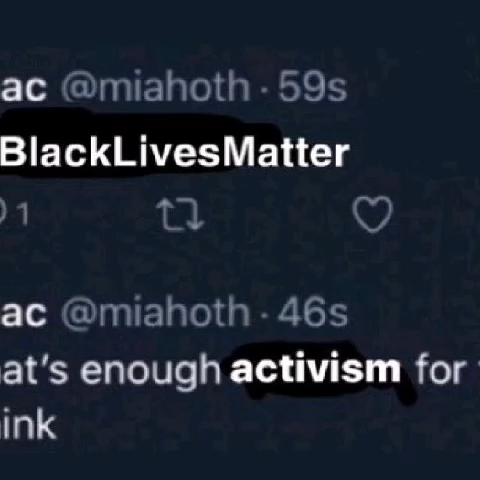 ac @miahoth · 59s
BlackLivesMatter
1
ac @miahoth · 46s
at's enough activism for
ink